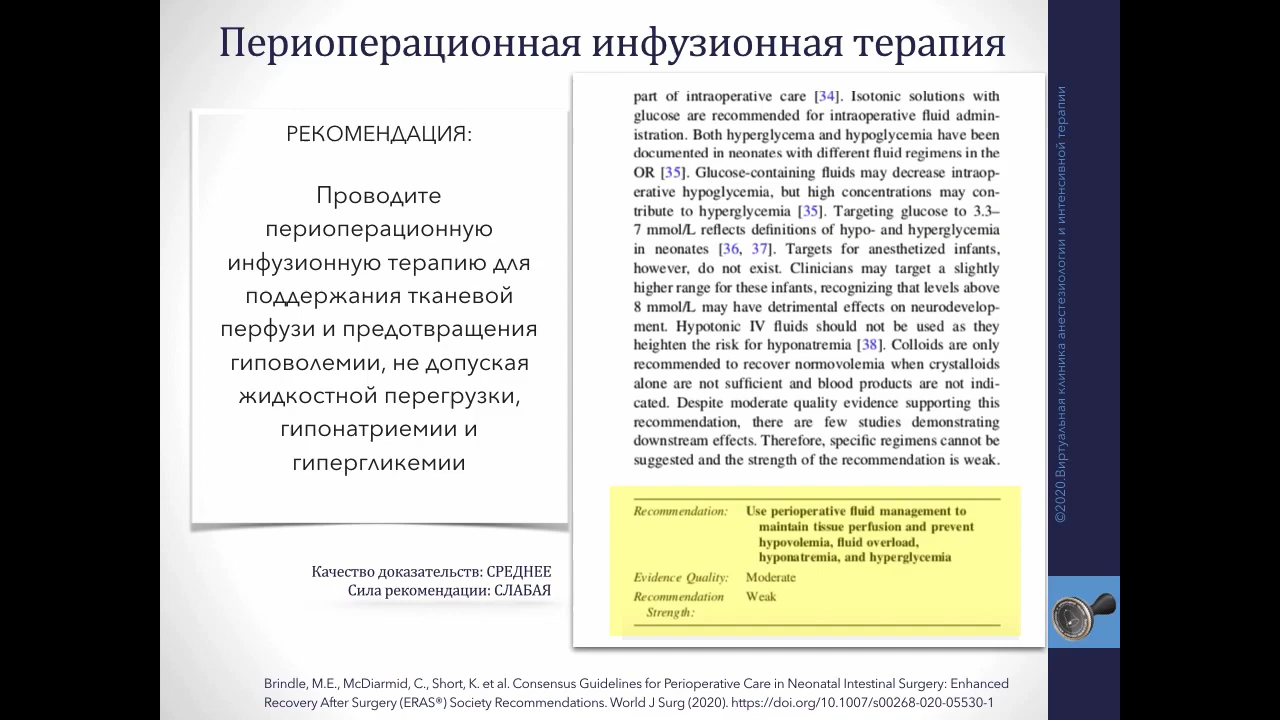 Периоперационная инфузионная терапия
РЕКОМЕНДАЦИЯ:
Проводите
периоперационную
инфузионную терапию для
поддержания тканевой
перфузи и предотвращения
гиповолемии, не допуская
жидкостной перегрузки,
гипонатриемии и
гипергликемии
Качество доказательств: СРЕДНЕЕ
Сила рекомендации: СЛАБАЯ
part of intraoperative care [34]. Isotonic solutions with
glucose are recommended for intraoperative fluid admin-
istration. Both hyperglycema and hypoglycemia have been
documented in neonates with different fluid regimens in the
OR [35]. Glucose-containing fluids may decrease intraop-
erative hypoglycemia, but high concentrations may con-
tribute to hyperglycemia [35]. Targeting glucose to 3.3–
7 mmol/L reflects definitions of hypo- and hyperglycemia
in neonates [36, 37]. Targets for anesthetized infants,
however, do not exist. Clinicians may target a slightly
higher range for these infants, recognizing that levels above
8 mmol/L may have detrimental effects on neurodevelop-
ment. Hypotonic IV fluids should not be used as they
heighten the risk for hyponatremia [38]. Colloids are only
recommended to recover normovolemia when crystalloids
alone are not sufficient and blood products are not indi-
cated. Despite moderate quality evidence supporting this
recommendation, there are few studies demonstrating
downstream effects. Therefore, specific regimens cannot be
suggested and the strength of the recommendation is weak.
Recommendation: Use perioperative fluid management to
maintain tissue perfusion and prevent
hypovolemia, fluid overload,
hyponatremia, and hyperglycemia
Evidence Quality: Moderate
Recommendation Weak
Strength:
Brindle, M.E., McDiarmid, C., Short, K. et al. Consensus Guidelines for Perioperative Care in Neonatal Intestinal Surgery: Enhanced
Recovery After Surgery (ERAS®) Society Recommendations. World J Surg (2020). https://doi.org/10.1007/s00268-020-05530-1
©2020.Виртуальная клиника анестезиологии и интенсивной терапии